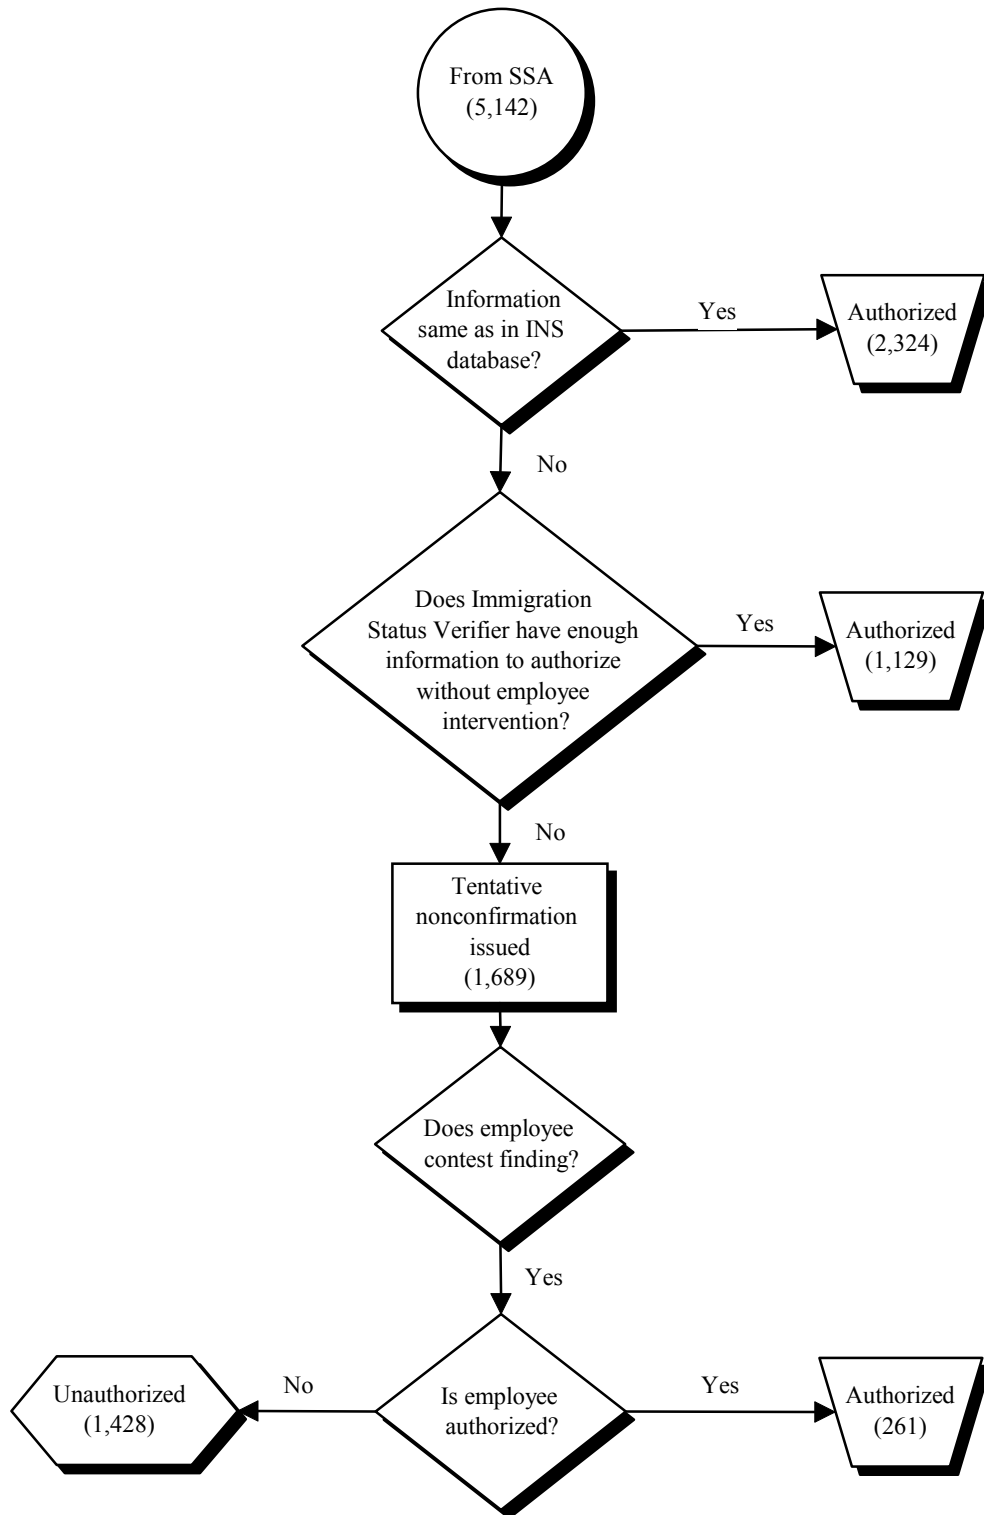 From SSA
(5,142)
Information
same as in INS
database?
Yes
Authorized
(2,324)
No
Does Immigration
Status Verifier have enough
information to authorize
without employee
intervention?
Yes
Authorized
(1,129)
No
Tentative
nonconfirmation
issued
(1,689)
Does employee
contest finding?
Yes
Unauthorized
(1,428)
No
Is employee
authorized?
Yes
Authorized
(261)